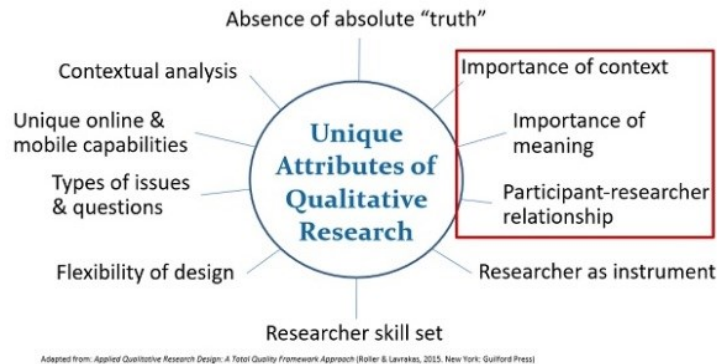 Absence of absolute “truth”
Contextual analysis
Importance of context
Unique online &
mobile capabilities
Importance of
meaning
Unique
Attributes of
Qualitative
Research
Types of issues
& questions
Participant-researcher
relationship
Flexibility of design
Researcher as instrument
Researcher skill set
Adapted from: Applied Qualitative Research Design: A Total Quality Framework Approach (Roller & Lavrakas, 2015. New York: Guilford Press)